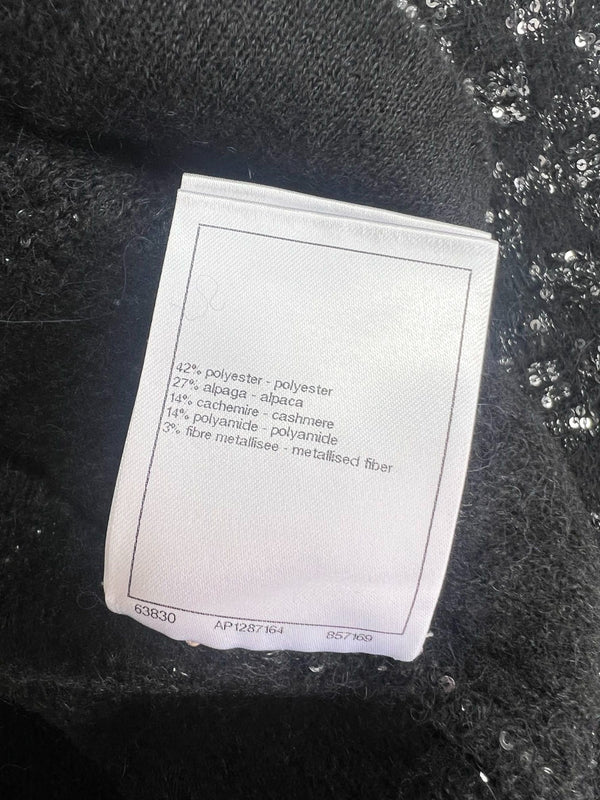 42% polyester - polyester
27% alpaga - alpaca
14% cachemire - cashmere
14% polyamide - polyamide
3% fibre metallisee - metallised fiber
63830 AP1287164 857169